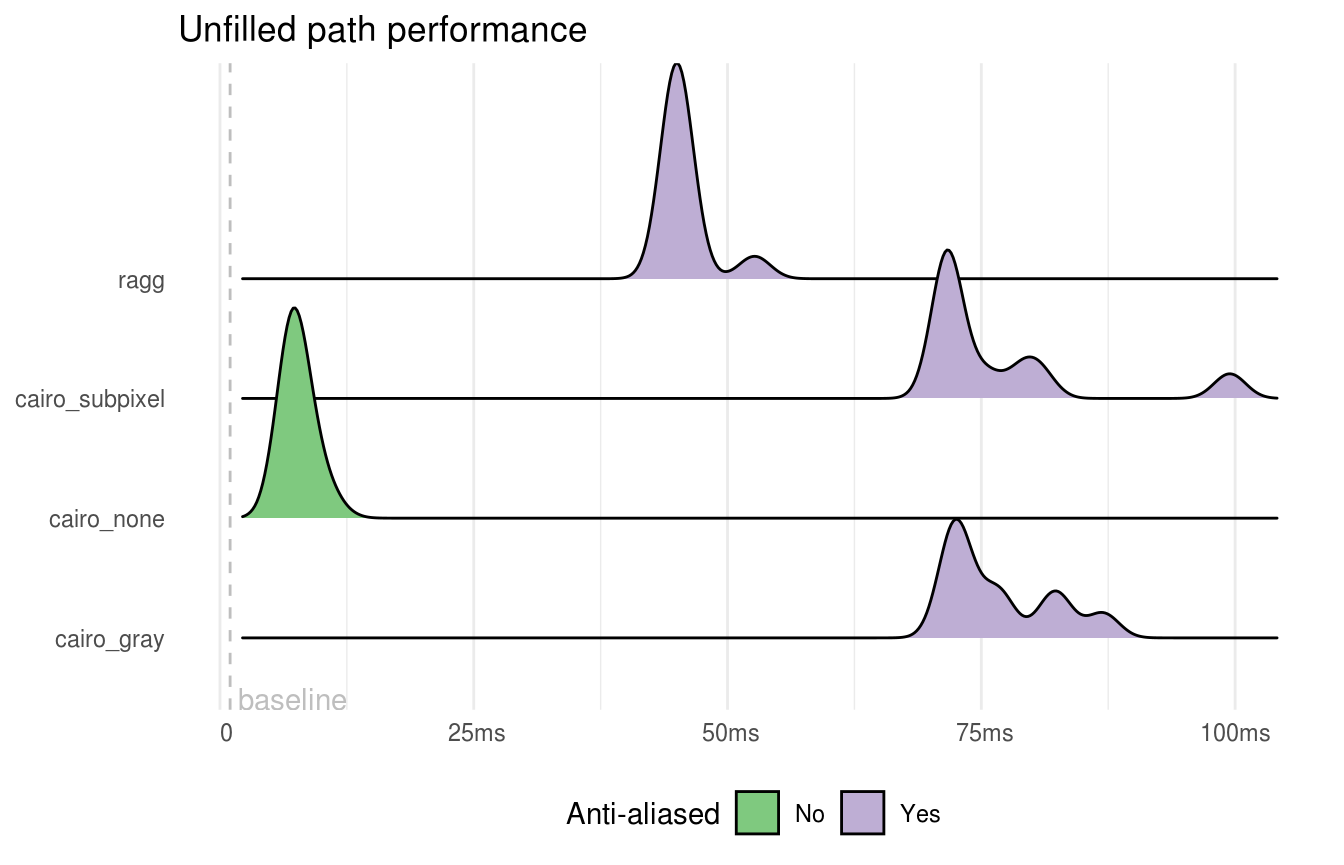 Unfilled path performance
ragg
cairo_subpixel
cairo_none
cairo_gray
baseline
0 25ms 50ms 75ms 100ms
Anti-aliased No Yes